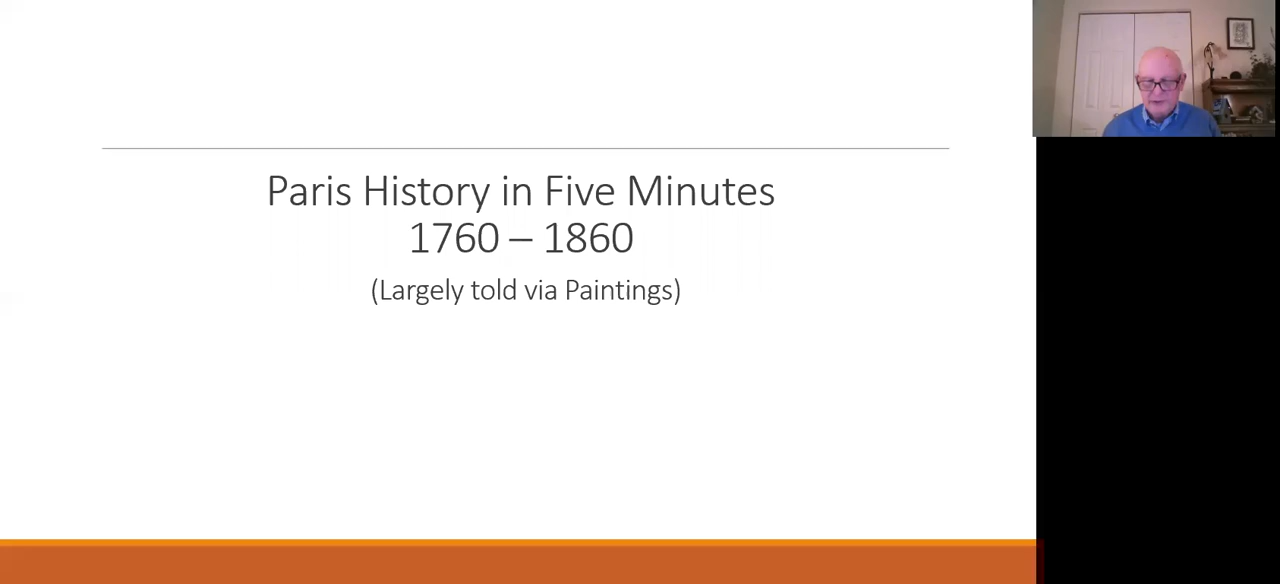 Paris History in Five Minutes
1760 – 1860
(Largely told via Paintings)